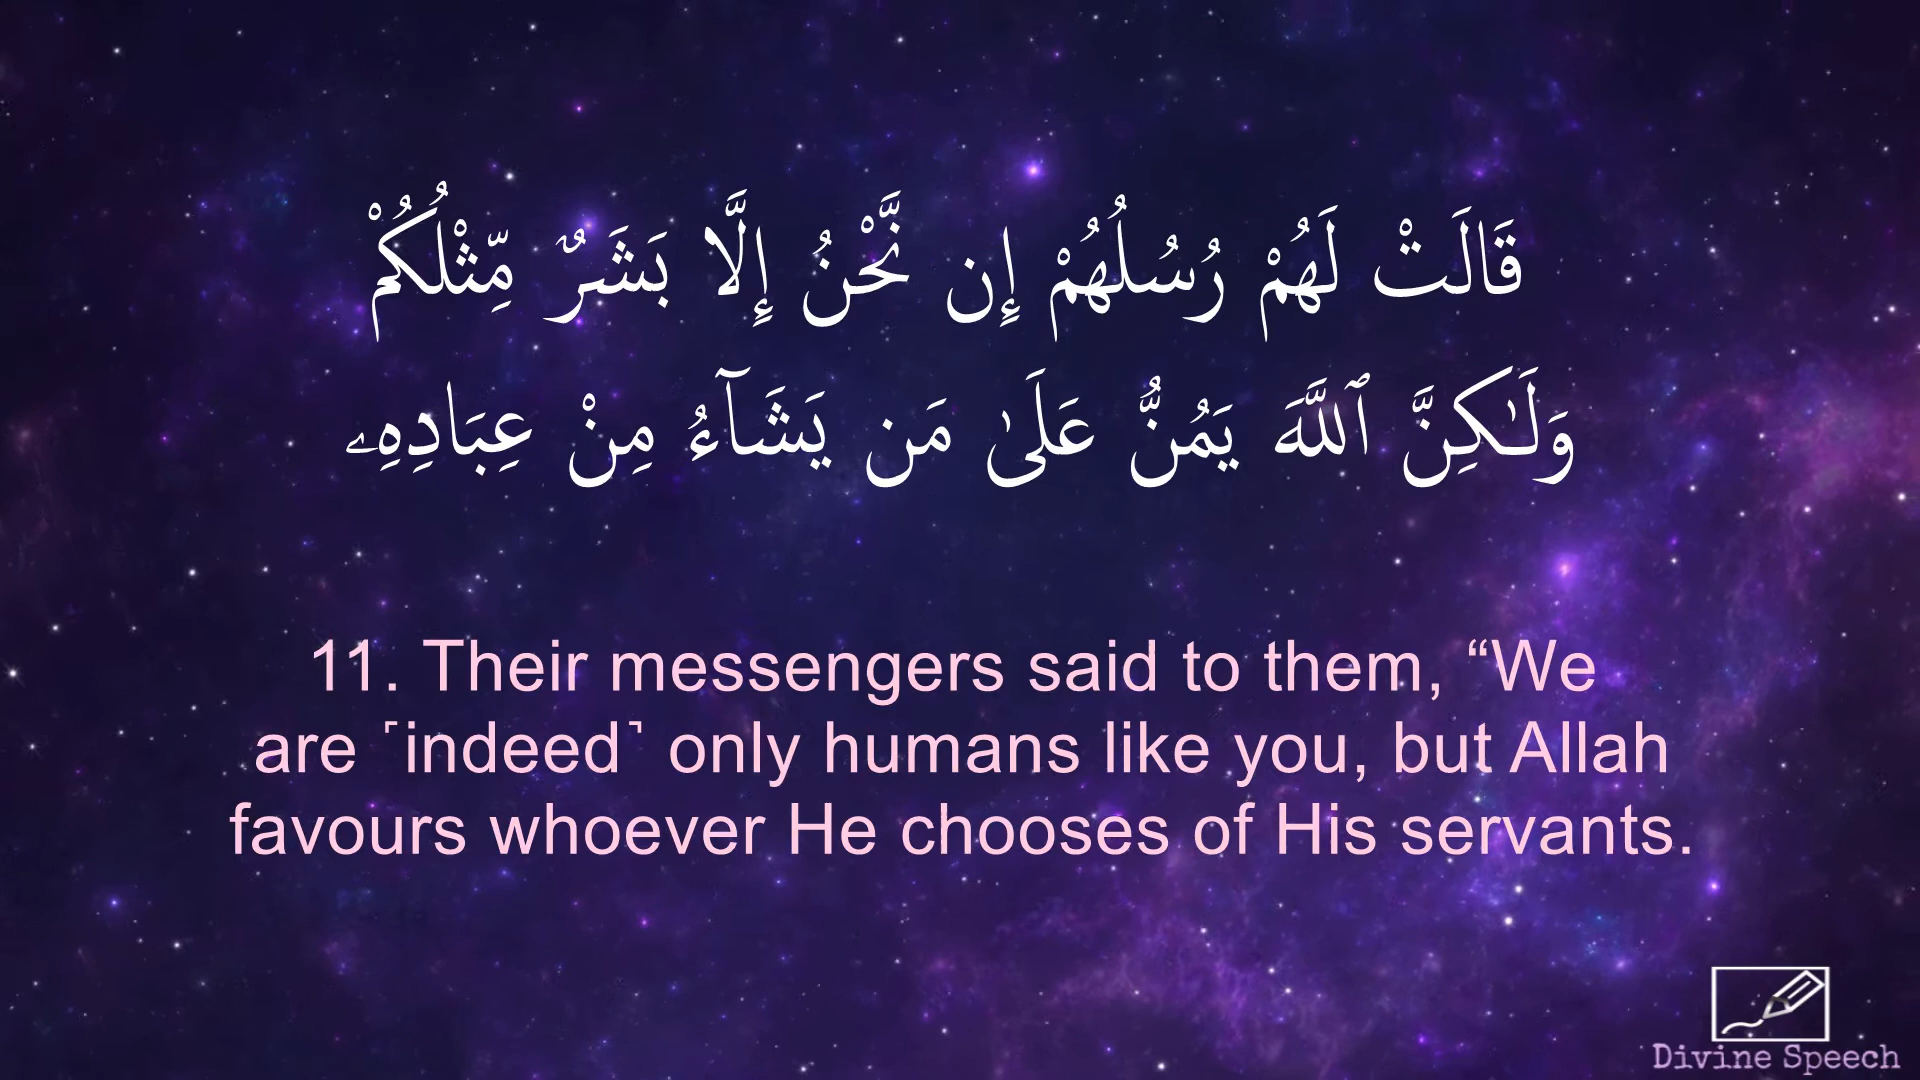 قَالَتْ لَهُمْ رُسُلُهُمْ إِن نَّحْنُ إِلَّا بَشَرٌ مِّثْلُكُمْ
وَلَـٰكِنَّ ٱللَّهَ يَمُنُّ عَلَىٰ مَن يَشَآءُ مِنْ عِبَادِهِۦ
11. Their messengers said to them, “We
are ˹indeed˺ only humans like you, but Allah
favours whoever He chooses of His servants.
Divine Speech